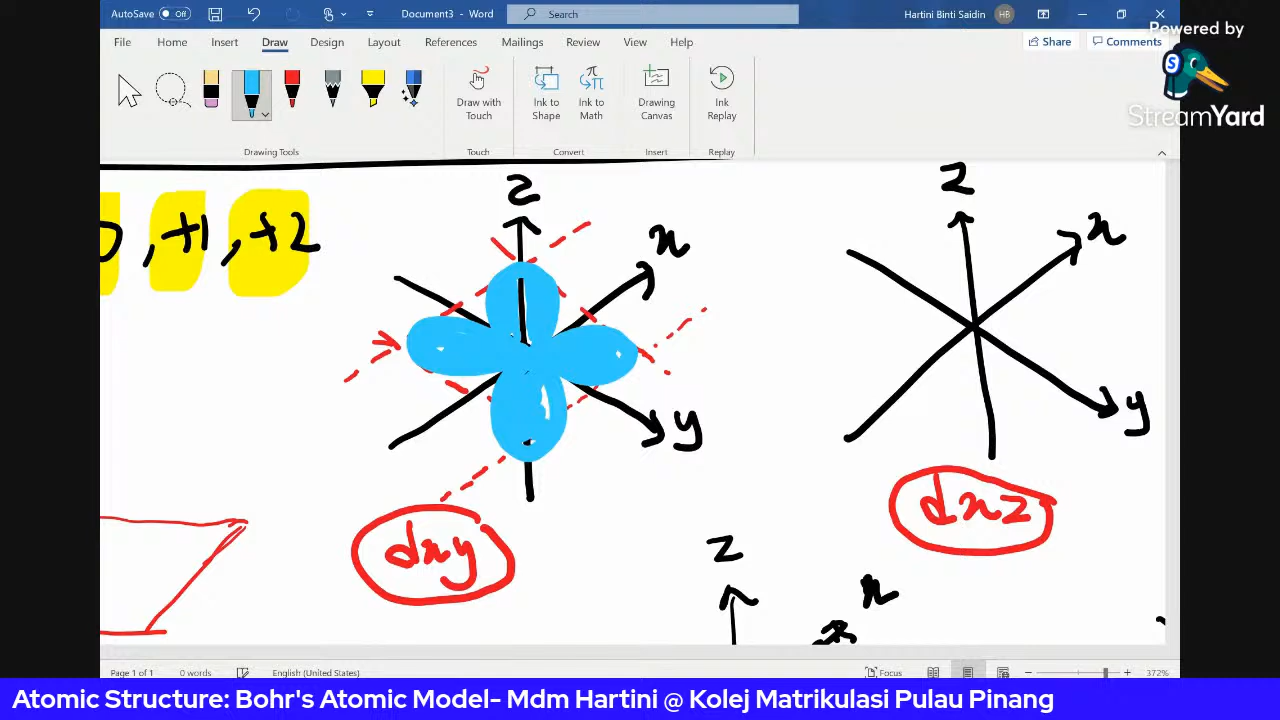 AutoSave Off Document3 - Word Search Hartini Binti Saidin HB
File Home Insert Draw Design Layout References Mailings Review View Help Share Comments
Powered by
StreamYard
Draw with Touch
Ink to Shape
Ink to Math
Drawing Canvas
Ink Replay
Drawing Tools Touch Convert Insert Replay
0, +1, +2
z
x
y
dxy
z
x
y
dxz
z
x
x
Page 1 of 1 0 words English (United States) Focus 372%
Atomic Structure: Bohr's Atomic Model- Mdm Hartini @ Kolej Matrikulasi Pulau Pinang